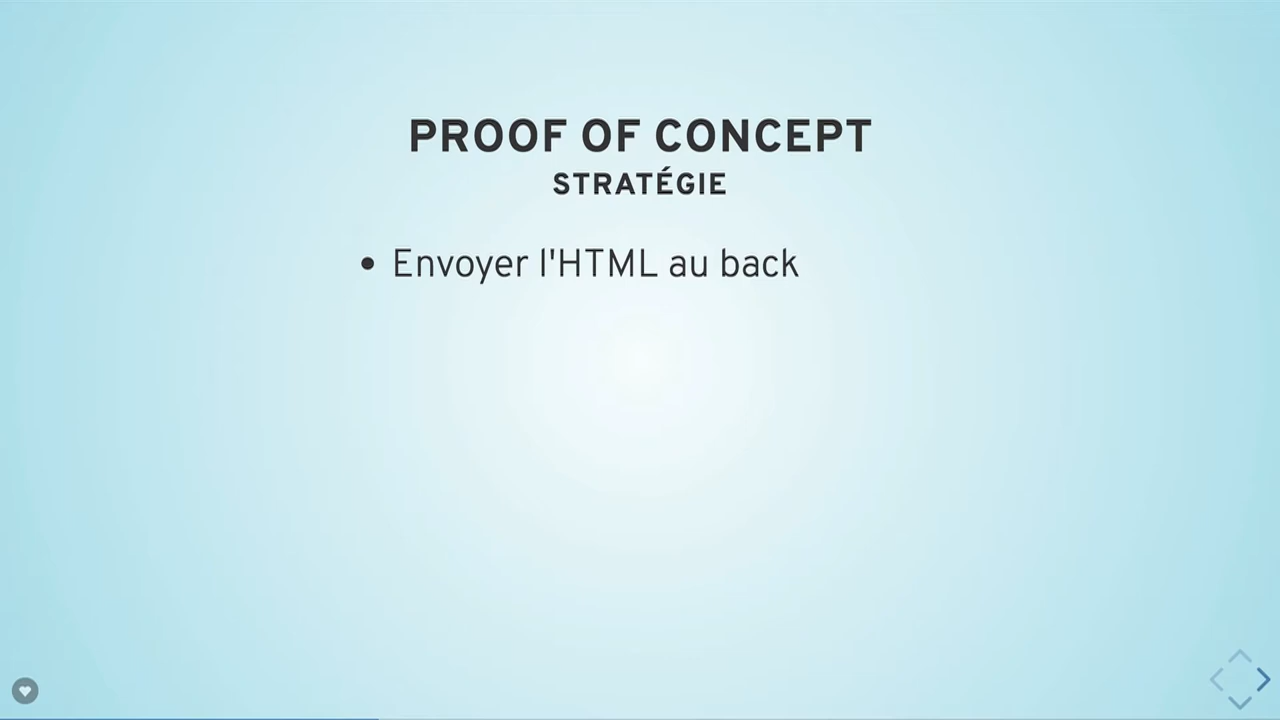 PROOF OF CONCEPT
STRATÉGIE
• Envoyer l'HTML au back